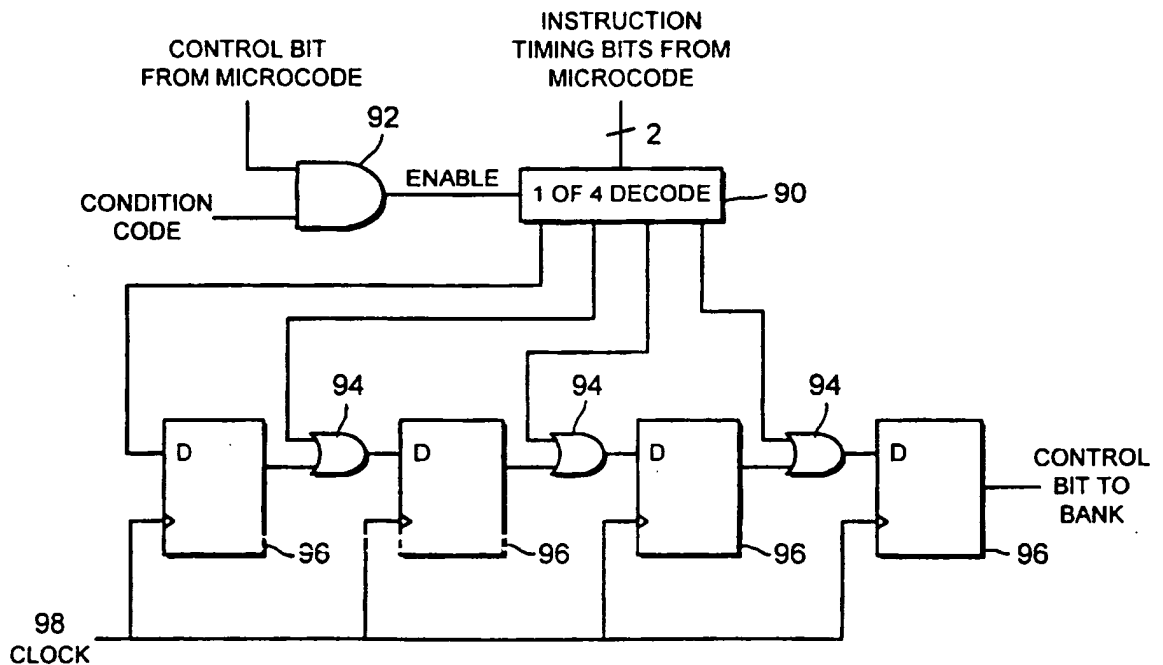 INSTRUCTION
TIMING BITS FROM
MICROCODE
CONTROL BIT
FROM MICROCODE
92
2
ENABLE
1 OF 4 DECODE
90
CONDITION
CODE
94
94
94
D
D
D
D
CONTROL
BIT TO
BANK
96
96
96
96
98
CLOCK